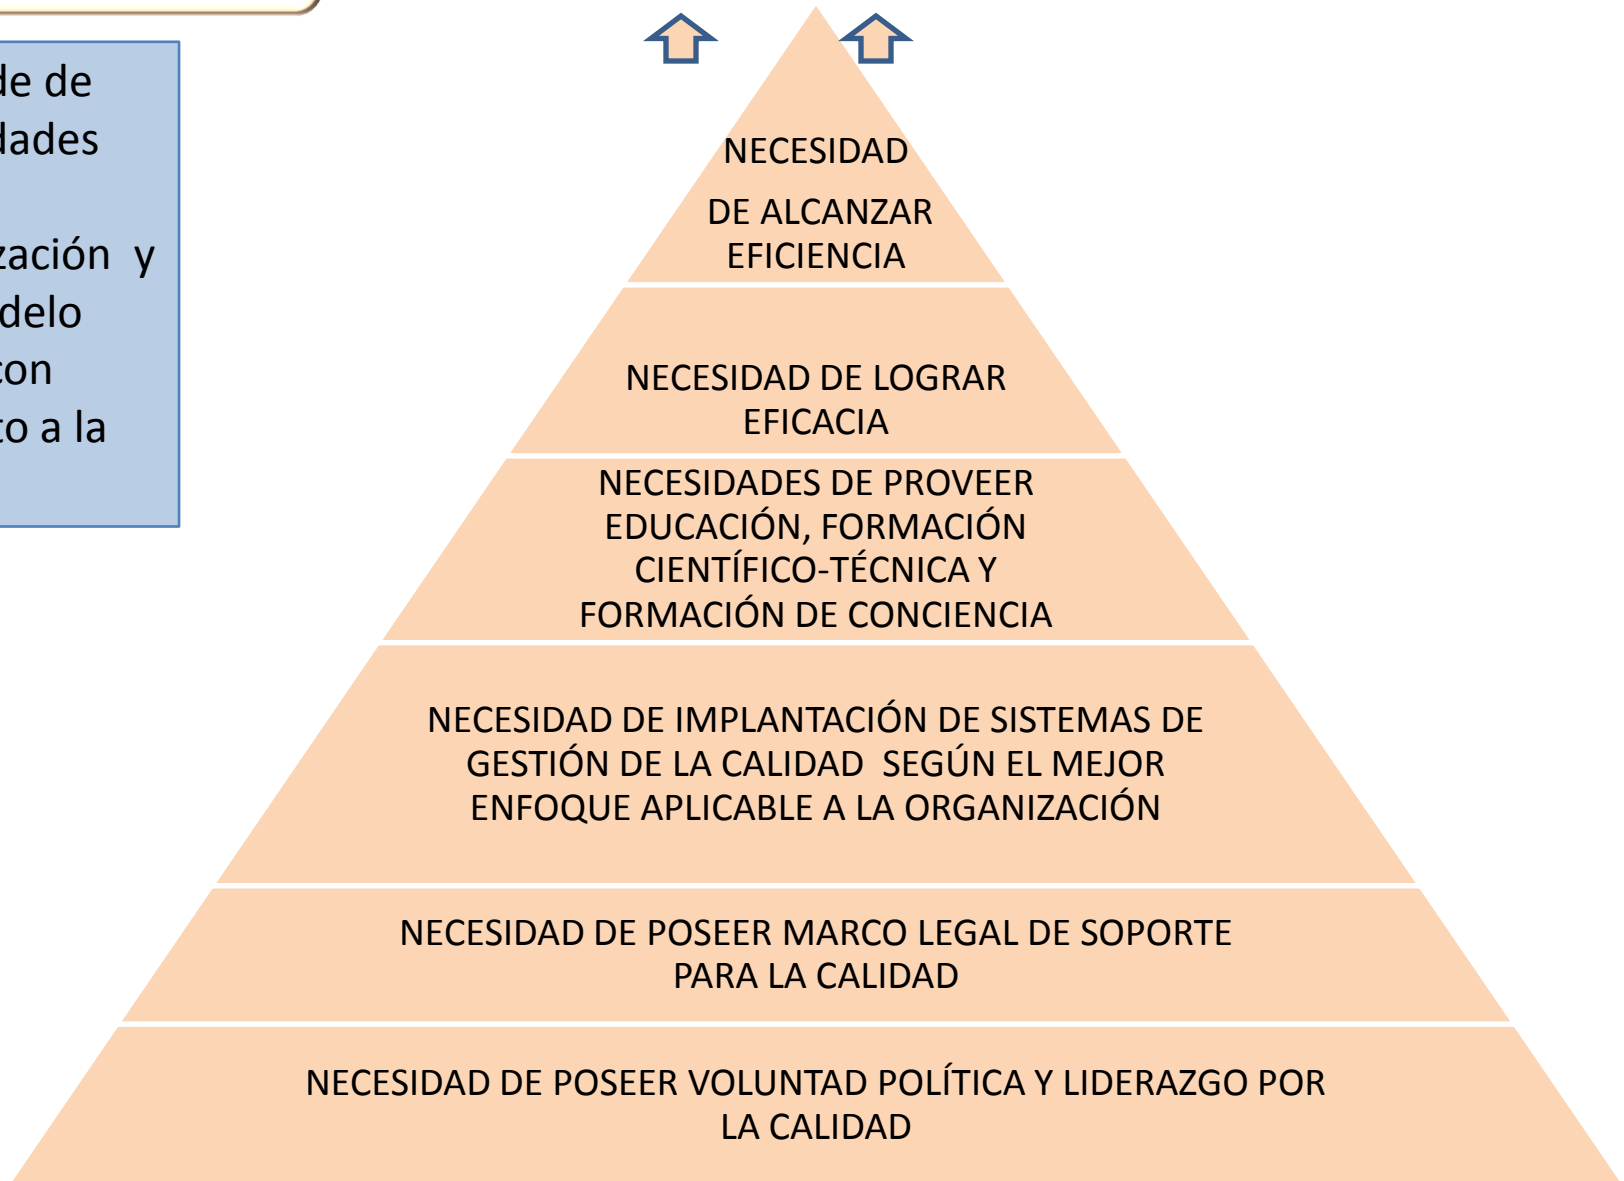 de de
dades
zación y
delo
con
to a la
NECESIDAD
DE ALCANZAR
EFICIENCIA
NECESIDAD DE LOGRAR
EFICACIA
NECESIDADES DE PROVEER
EDUCACIÓN, FORMACIÓN
CIENTÍFICO-TÉCNICA Y
FORMACIÓN DE CONCIENCIA
NECESIDAD DE IMPLANTACIÓN DE SISTEMAS DE
GESTIÓN DE LA CALIDAD SEGÚN EL MEJOR
ENFOQUE APLICABLE A LA ORGANIZACIÓN
NECESIDAD DE POSEER MARCO LEGAL DE SOPORTE
PARA LA CALIDAD
NECESIDAD DE POSEER VOLUNTAD POLÍTICA Y LIDERAZGO POR
LA CALIDAD